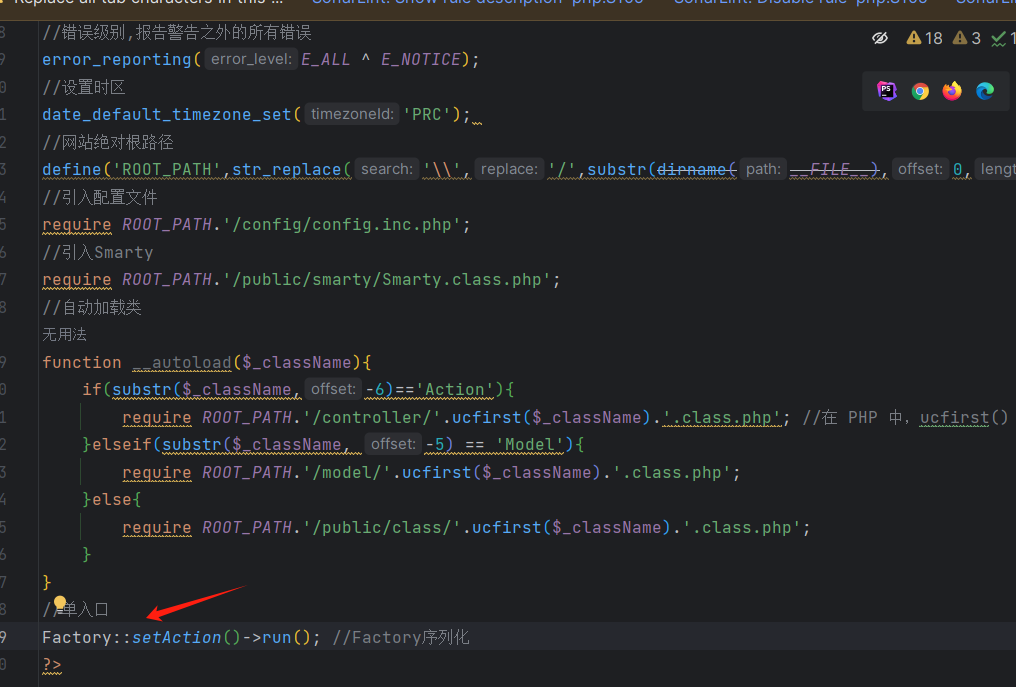 Replace all tab characters in this ... SonarLint: Show rule description 'php:S105' SonarLint: Disable rule 'php:S105' SonarLi
8 //错误级别,报告警告之外的所有错误
18 3 1
9 error_reporting( error_level: E_ALL ^ E_NOTICE);
0 //设置时区
PS
1 date_default_timezone_set( timezoneId: 'PRC');
2 //网站绝对根路径
3 define('ROOT_PATH',str_replace( search: '\\', replace: '/',substr(dirname( path: __FILE__), offset: 0, lengt
4 //引入配置文件
5 require ROOT_PATH.'/config/config.inc.php';
6 //引入Smarty
7 require ROOT_PATH.'/public/smarty/Smarty.class.php';
8 //自动加载类
无用法
9 function __autoload($_className){
0 if(substr($_className, offset: -6)=='Action'){
1 require ROOT_PATH.'/controller/'.ucfirst($_className).'.class.php'; //在 PHP 中，ucfirst()
2 }elseif(substr($_className, offset: -5) == 'Model'){
3 require ROOT_PATH.'/model/'.ucfirst($_className).'.class.php';
4 }else{
5 require ROOT_PATH.'/public/class/'.ucfirst($_className).'.class.php';
6 }
7 }
8 //单入口
9 Factory::setAction()->run(); //Factory序列化
0 ?>